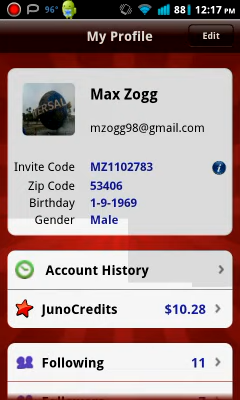 96° 88 12:17 PM
My Profile Edit
Max Zogg
mzogg98@gmail.com
Invite Code MZ1102783
Zip Code 53406
Birthday 1-9-1969
Gender Male
Account History
JunoCredits $10.28
Following 11